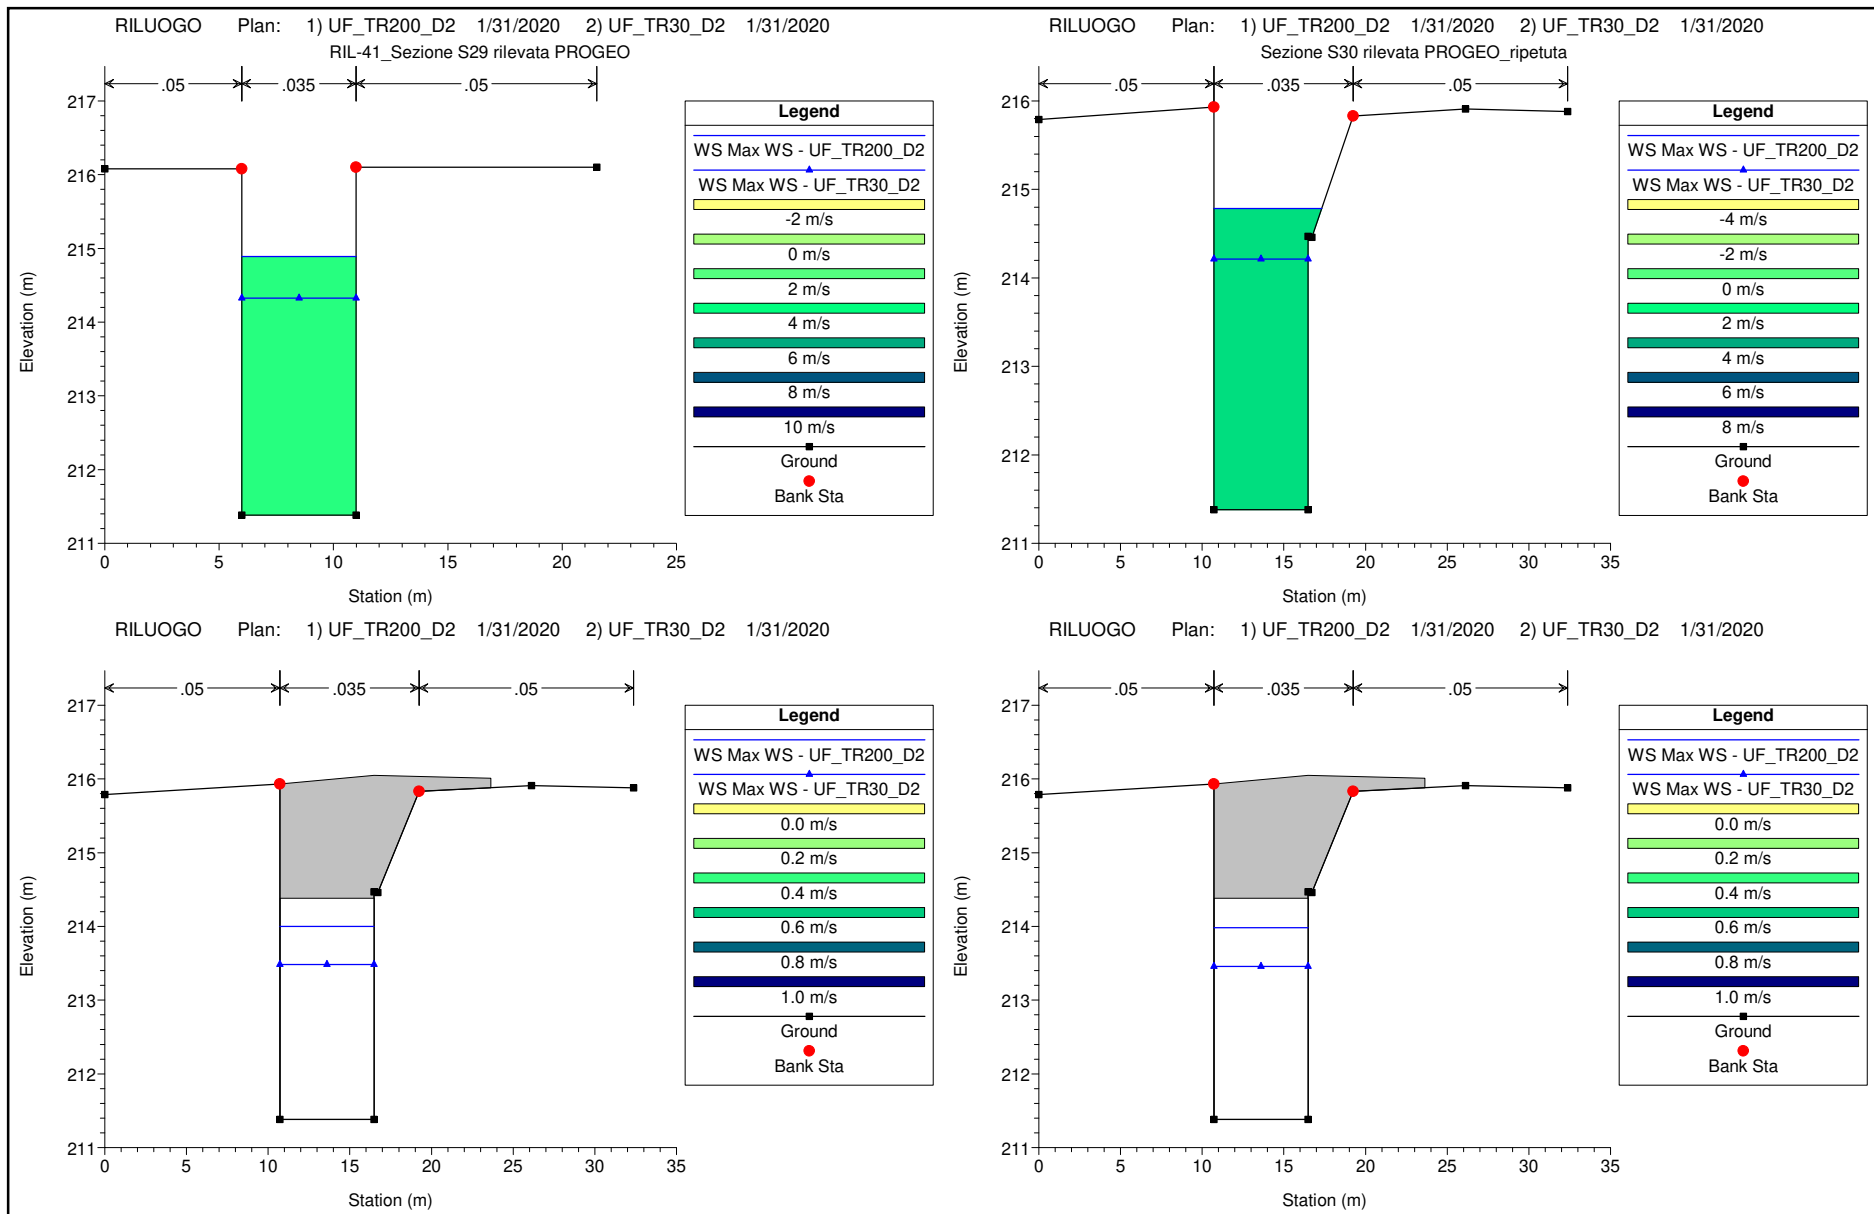 RILUOGO Plan: 1) UF_TR200_D2 1/31/2020 2) UF_TR30_D2 1/31/2020
RIL-41_Sezione S29 rilevata PROGEO
.05 .035 .05
217
216
215
214
213
212
211
Elevation (m)
0 5 10 15 20 25
Station (m)
Legend
WS Max WS - UF_TR200_D2
WS Max WS - UF_TR30_D2
-2 m/s
0 m/s
2 m/s
4 m/s
6 m/s
8 m/s
10 m/s
Ground
Bank Sta
RILUOGO Plan: 1) UF_TR200_D2 1/31/2020 2) UF_TR30_D2 1/31/2020
Sezione S30 rilevata PROGEO_ripetuta
.05 .035 .05
216
215
214
213
212
211
Elevation (m)
0 5 10 15 20 25 30 35
Station (m)
Legend
WS Max WS - UF_TR200_D2
WS Max WS - UF_TR30_D2
-4 m/s
-2 m/s
0 m/s
2 m/s
4 m/s
6 m/s
8 m/s
Ground
Bank Sta
RILUOGO Plan: 1) UF_TR200_D2 1/31/2020 2) UF_TR30_D2 1/31/2020
.05 .035 .05
217
216
215
214
213
212
211
Elevation (m)
0 5 10 15 20 25 30 35
Station (m)
Legend
WS Max WS - UF_TR200_D2
WS Max WS - UF_TR30_D2
0.0 m/s
0.2 m/s
0.4 m/s
0.6 m/s
0.8 m/s
1.0 m/s
Ground
Bank Sta
RILUOGO Plan: 1) UF_TR200_D2 1/31/2020 2) UF_TR30_D2 1/31/2020
.05 .035 .05
217
216
215
214
213
212
211
Elevation (m)
0 5 10 15 20 25 30 35
Station (m)
Legend
WS Max WS - UF_TR200_D2
WS Max WS - UF_TR30_D2
0.0 m/s
0.2 m/s
0.4 m/s
0.6 m/s
0.8 m/s
1.0 m/s
Ground
Bank Sta